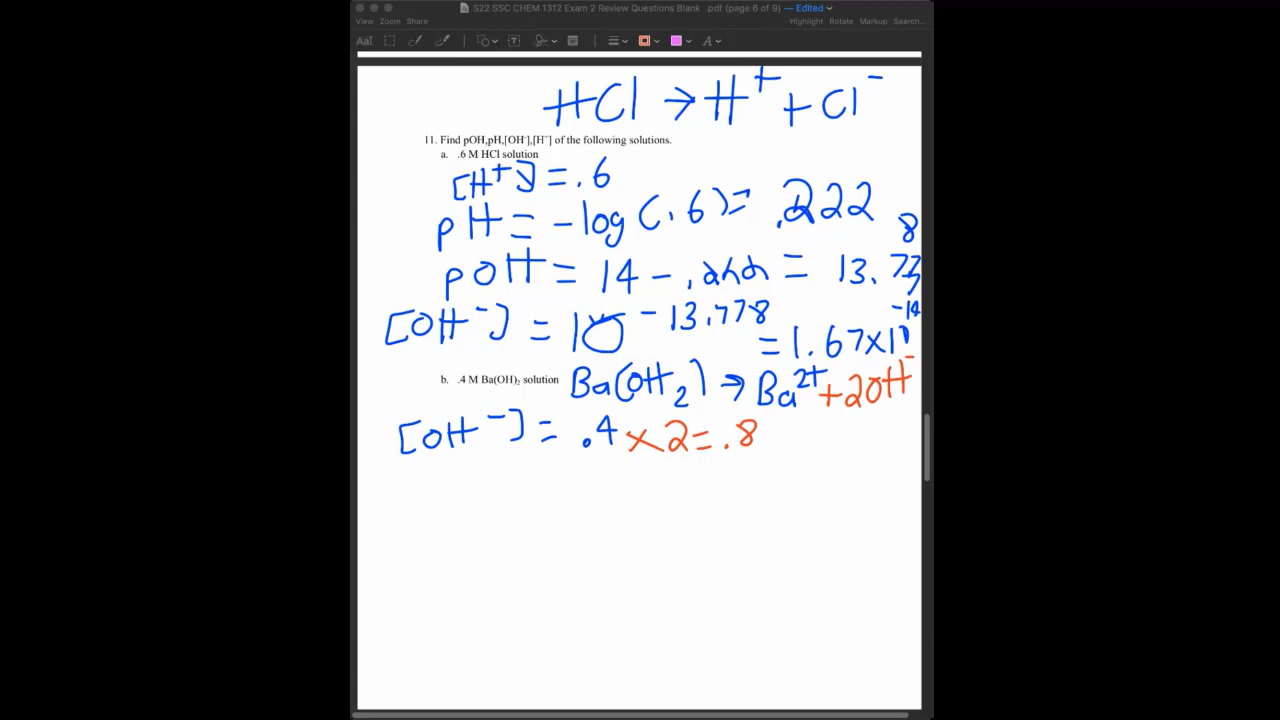 S22 SSC CHEM 1312 Exam 2 Review Questions Blank .pdf (page 6 of 9) — Edited
View Zoom Share Highlight Rotate Markup Search...
AaI T A
HCl → H⁺ + Cl⁻
11. Find pOH,pH,[OH⁻],[H⁺] of the following solutions.
a. .6 M HCl solution
[H⁺] = .6
pH = -log(.6) = .222
pOH = 14 - .222 = 13.778
[OH⁻] = 10^-13.778
= 1.67x10^-14
b. .4 M Ba(OH)₂ solution Ba(OH₂) → Ba²⁺ + 2OH⁻
[OH⁻] = .4 x 2 = .8